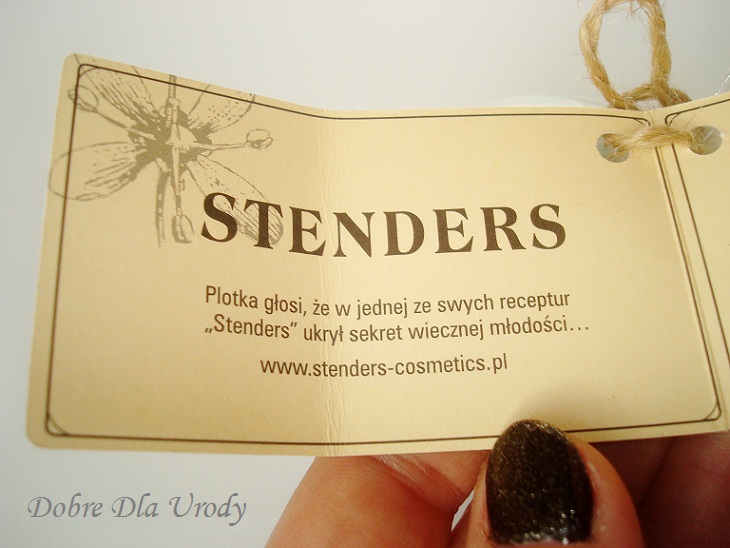 STENDERS
Plotka głosi, że w jednej ze swych receptur
„Stenders” ukrył sekret wiecznej młodości...
www.stenders-cosmetics.pl
Dobre Dla Urody